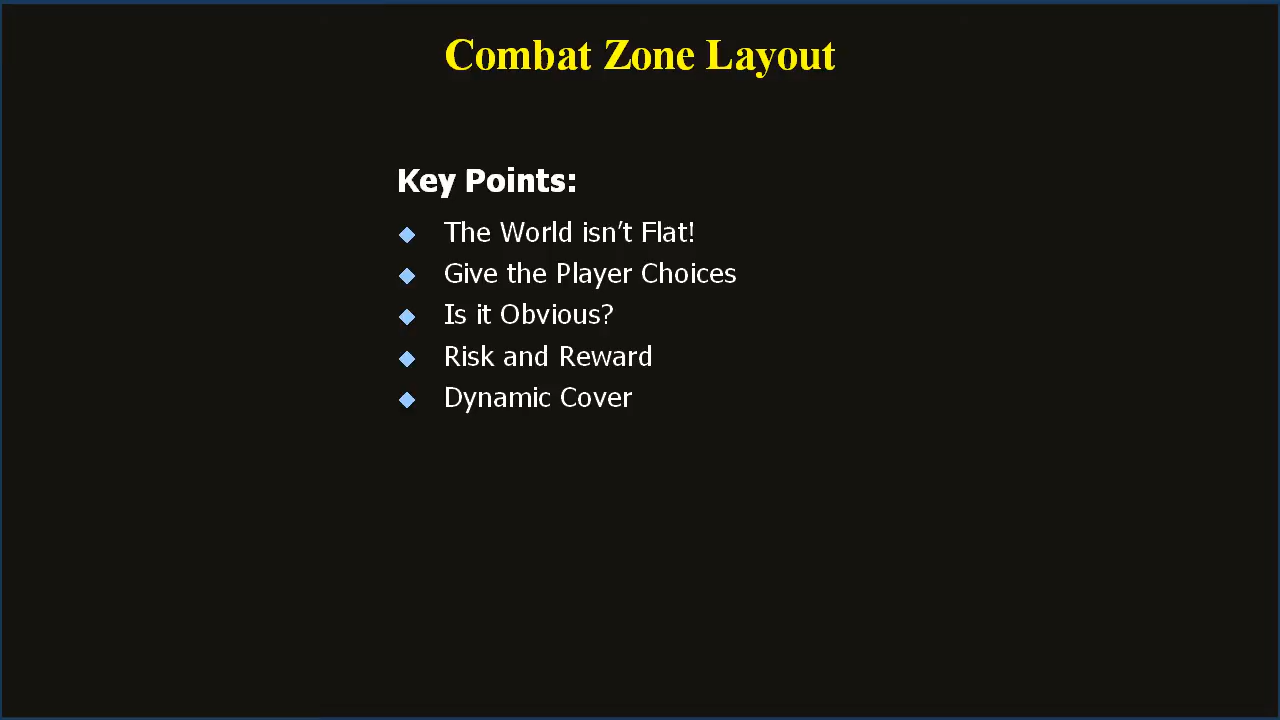 Combat Zone Layout
Key Points:
The World isn't Flat!
Give the Player Choices
Is it Obvious?
Risk and Reward
Dynamic Cover